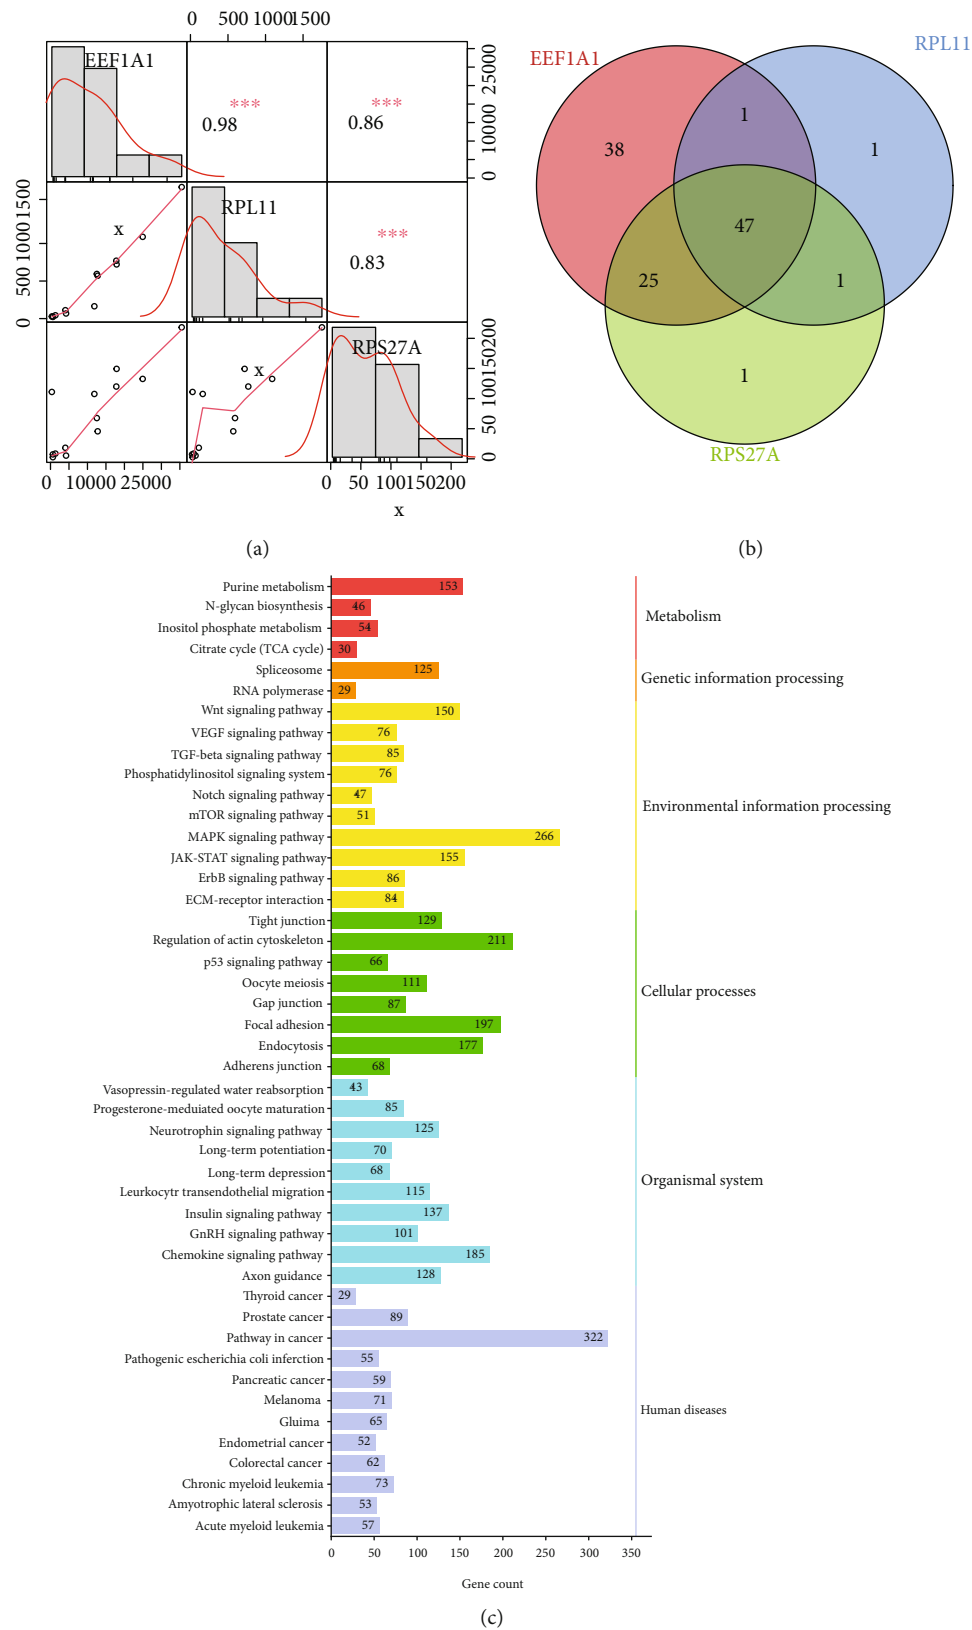 0 500 1000 1500
EEF1A1
***
0.98
***
0.86
0 10000 25000
0 500 1000 1500
x
RPL11
***
0.83
x
RPS27A
0 50 100 150 200
0 10000 25000
0 50 100 150 200
x
(a)
EEF1A1
RPL11
1
38
1
47
25
1
1
RPS27A
(b)
Purine metabolism 153
N-glycan biosynthesis 46
Inositol phosphate metabolism 54
Citrate cycle (TCA cycle) 30
Metabolism
Spliceosome 125
RNA polymerase 29
Genetic information processing
Wnt signaling pathway 150
VEGF signaling pathway 76
TGF-beta signaling pathway 85
Phosphatidylinositol signaling system 76
Notch signaling pathway 47
mTOR signaling pathway 51
MAPK signaling pathway 266
JAK-STAT signaling pathway 155
ErbB signaling pathway 86
ECM-receptor interaction 84
Environmental information processing
Tight junction 129
Regulation of actin cytoskeleton 211
p53 signaling pathway 66
Oocyte meiosis 111
Gap junction 87
Focal adhesion 197
Endocytosis 177
Adherens junction 68
Cellular processes
Vasopressin-regulated water reabsorption 43
Progesterone-meduiated oocyte maturation 85
Neurotrophin signaling pathway 125
Long-term potentiation 70
Long-term depression 68
Leurkocytr transendothelial migration 115
Insulin signaling pathway 137
GnRH signaling pathway 101
Chemokine signaling pathway 185
Axon guidance 128
Organismal system
Thyroid cancer 29
Prostate cancer 89
Pathway in cancer 322
Pathogenic escherichia coli inferction 55
Pancreatic cancer 59
Melanoma 71
Gluima 65
Endometrial cancer 52
Colorectal cancer 62
Chronic myeloid leukemia 73
Amyotrophic lateral sclerosis 53
Acute myeloid leukemia 57
Human diseases
0 50 100 150 200 250 300 350
Gene count
(c)